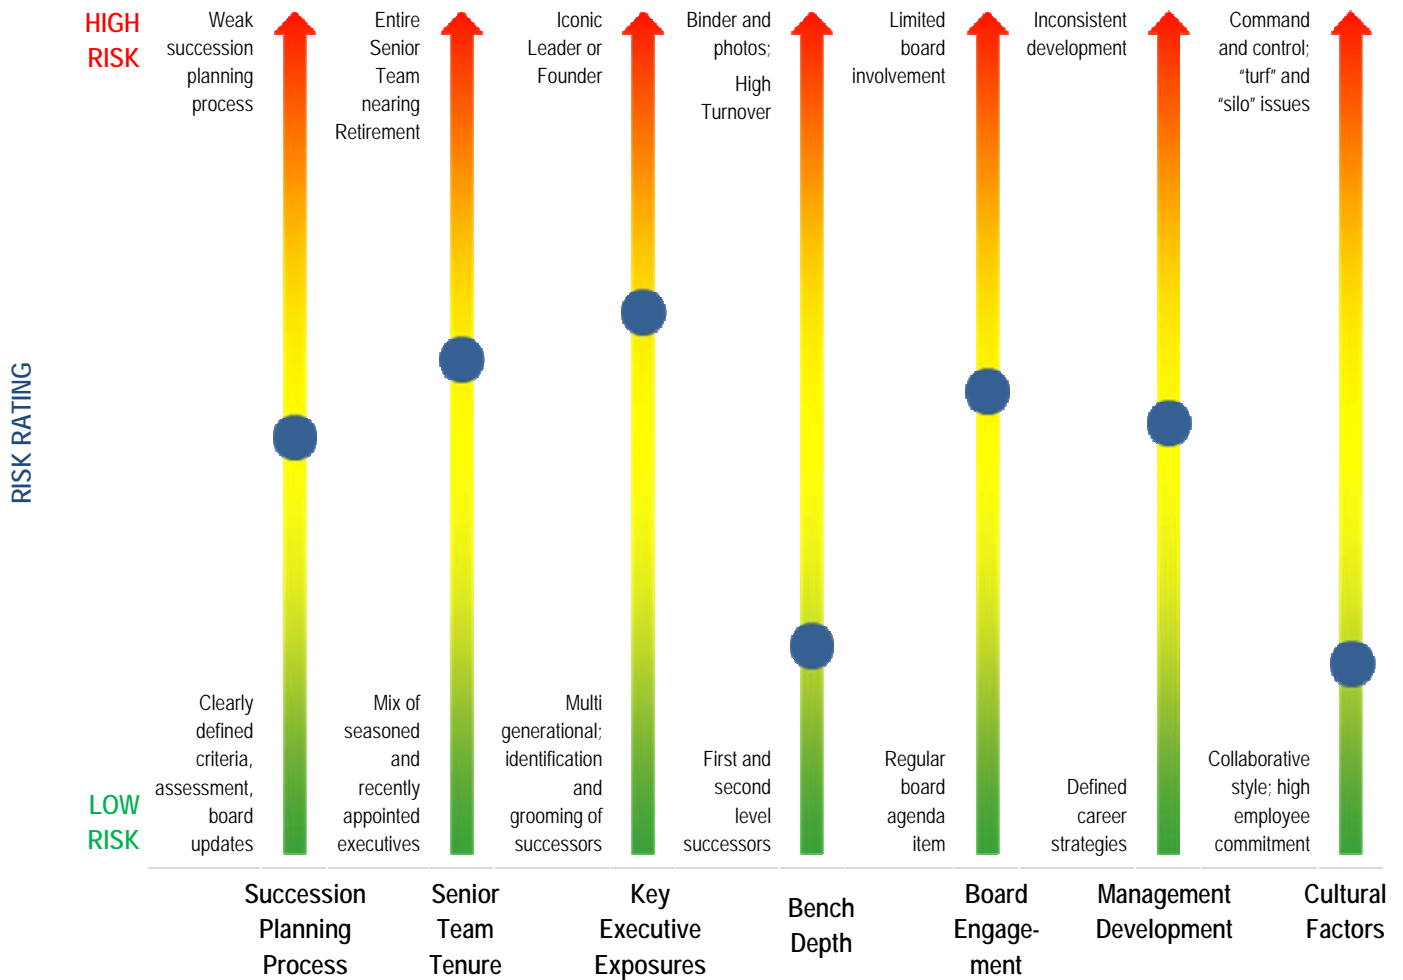 HIGH
RISK
Weak
succession
planning
process
Entire
Senior
Team
nearing
Retirement
Iconic
Leader or
Founder
Binder and
photos;
High
Turnover
Limited
board
involvement
Inconsistent
development
Command
and control;
“turf” and
“silo” issues
RISK RATING
LOW
RISK
Clearly
defined
criteria,
assessment,
board
updates
Mix of
seasoned
and
recently
appointed
executives
Multi
generational;
identification
and
grooming of
successors
First and
second
level
successors
Regular
board
agenda
item
Defined
career
strategies
Collaborative
style; high
employee
commitment
Succession
Planning
Process
Senior
Team
Tenure
Key
Executive
Exposures
Bench
Depth
Board
Engage-
ment
Management
Development
Cultural
Factors